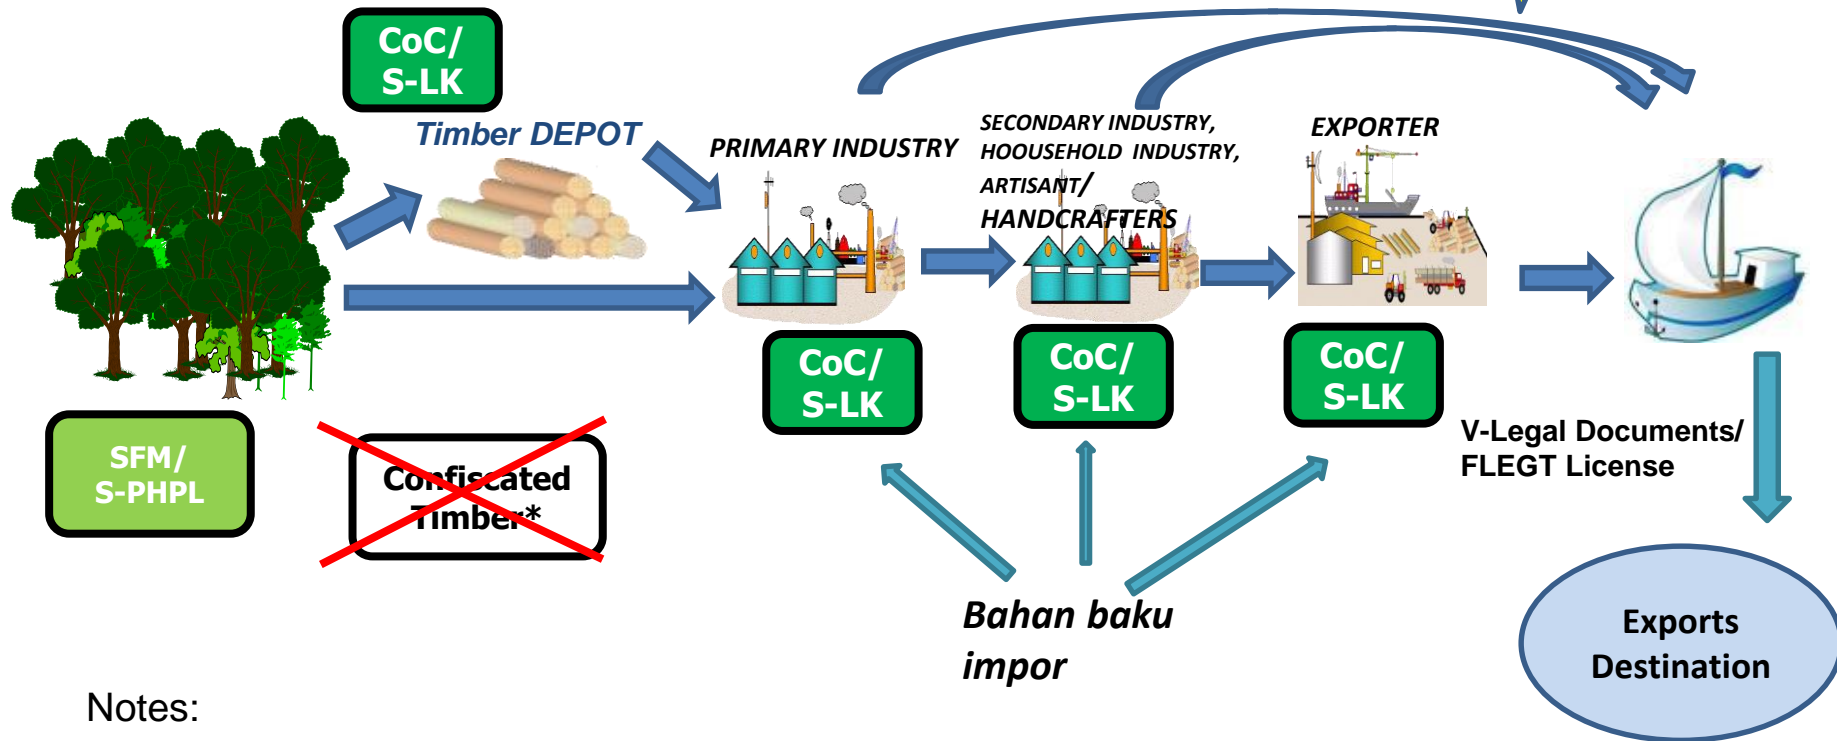 CoC/
S-LK
Timber DEPOT
PRIMARY INDUSTRY
SECONDARY INDUSTRY,
HOOUSEHOLD INDUSTRY,
ARTISANT/
HANDCRAFTERS
EXPORTER
CoC/
S-LK
CoC/
S-LK
CoC/
S-LK
SFM/
S-PHPL
Confiscated
Timber*
V-Legal Documents/
FLEGT License
Bahan baku
impor
Exports
Destination
Notes: